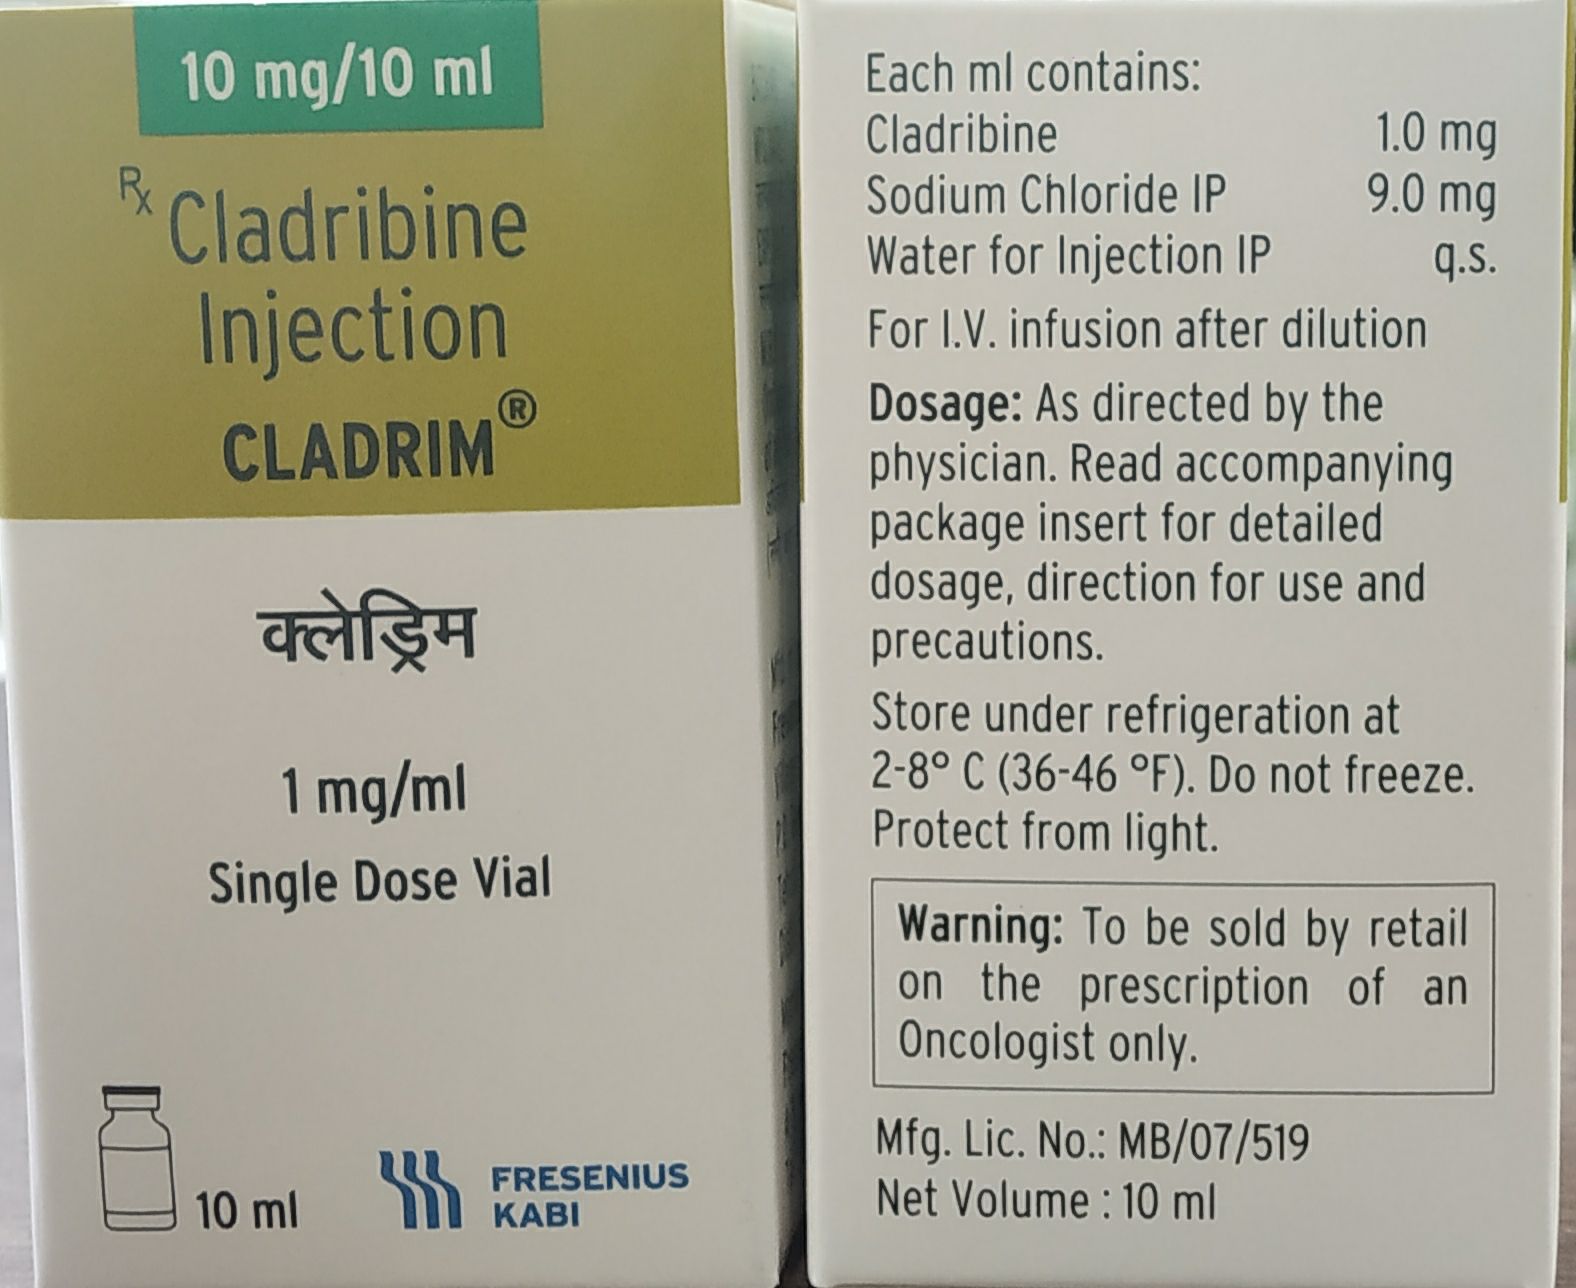 10 mg/10 ml
Rx Cladribine
Injection
CLADRIM®
क्लेड्रिम
1 mg/ml
Single Dose Vial
10 ml
FRESENIUS
KABI
Each ml contains:
Cladribine 1.0 mg
Sodium Chloride IP 9.0 mg
Water for Injection IP q.s.
For I.V. infusion after dilution
Dosage: As directed by the
physician. Read accompanying
package insert for detailed
dosage, direction for use and
precautions.
Store under refrigeration at
2-8° C (36-46 °F). Do not freeze.
Protect from light.
Warning: To be sold by retail
on the prescription of an
Oncologist only.
Mfg. Lic. No.: MB/07/519
Net Volume : 10 ml